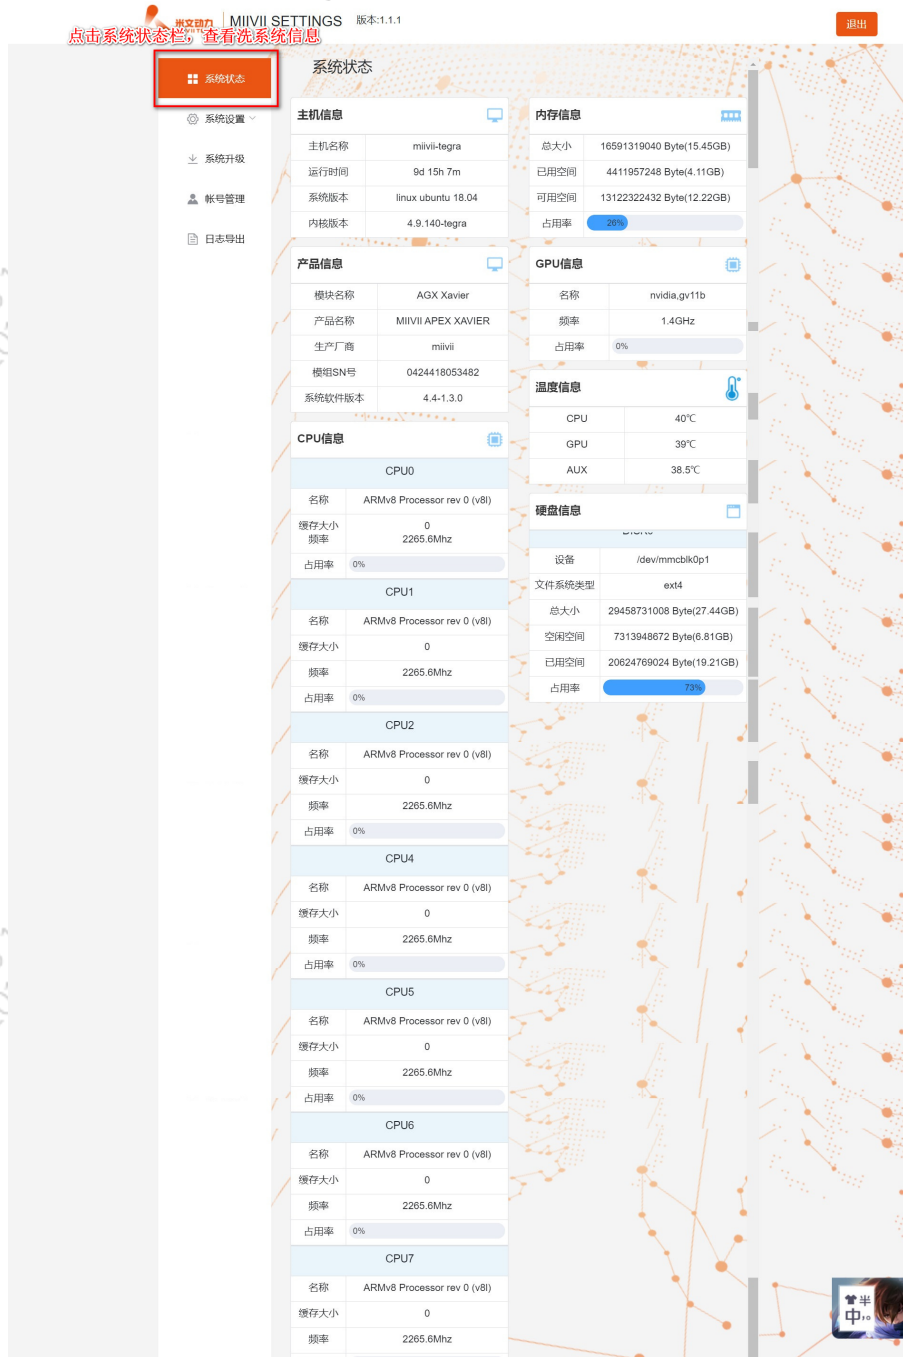 米文动力
MIIVII SETTINGS 版本:1.1.1
退出
点击系统状态栏，查看洗系统信息
系统状态
系统设置
系统升级
帐号管理
日志导出
系统状态
主机信息
主机名称 miivii-tegra
运行时间 9d 15h 7m
系统版本 linux ubuntu 18.04
内核版本 4.9.140-tegra
产品信息
模块名称 AGX Xavier
产品名称 MIIVII APEX XAVIER
生产厂商 miivii
模组SN号 0424418053482
系统软件版本 4.4-1.3.0
CPU信息
CPU0
名称 ARMv8 Processor rev 0 (v8l)
缓存大小 0
频率 2265.6Mhz
占用率 0%
CPU1
名称 ARMv8 Processor rev 0 (v8l)
缓存大小 0
频率 2265.6Mhz
占用率 0%
CPU2
名称 ARMv8 Processor rev 0 (v8l)
缓存大小 0
频率 2265.6Mhz
占用率 0%
CPU4
名称 ARMv8 Processor rev 0 (v8l)
缓存大小 0
频率 2265.6Mhz
占用率 0%
CPU5
名称 ARMv8 Processor rev 0 (v8l)
缓存大小 0
频率 2265.6Mhz
占用率 0%
CPU6
名称 ARMv8 Processor rev 0 (v8l)
缓存大小 0
频率 2265.6Mhz
占用率 0%
CPU7
名称 ARMv8 Processor rev 0 (v8l)
缓存大小 0
频率 2265.6Mhz
内存信息
总大小 16591319040 Byte(15.45GB)
已用空间 4411957248 Byte(4.11GB)
可用空间 13122322432 Byte(12.22GB)
占用率 26%
GPU信息
名称 nvidia,gv11b
频率 1.4GHz
占用率 0%
温度信息
CPU 40℃
GPU 39℃
AUX 38.5℃
硬盘信息
设备 /dev/mmcblk0p1
文件系统类型 ext4
总大小 29458731008 Byte(27.44GB)
空闲空间 7313948672 Byte(6.81GB)
已用空间 20624769024 Byte(19.21GB)
占用率 73%
半
中